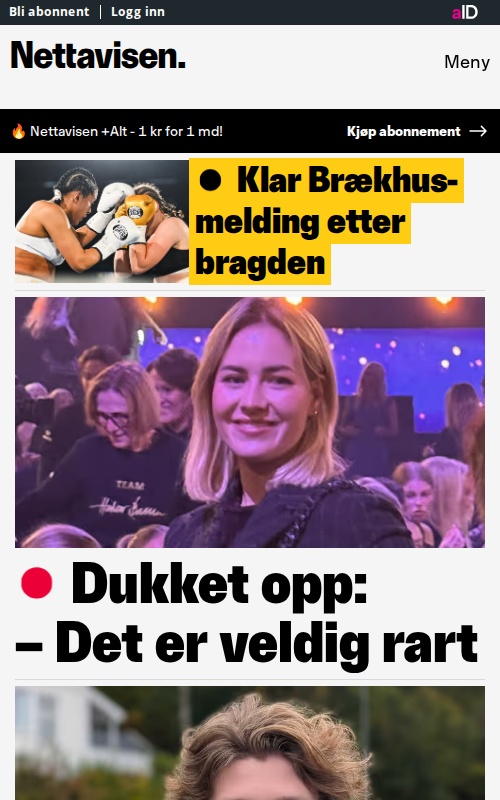 Bli abonnent | Logg inn
aID
Nettavisen.
Meny
🔥 Nettavisen +Alt - 1 kr for 1 md!
Kjøp abonnement →
● Klar Brækhus-
melding etter
bragden
TEAM
Dukket opp:
– Det er veldig rart